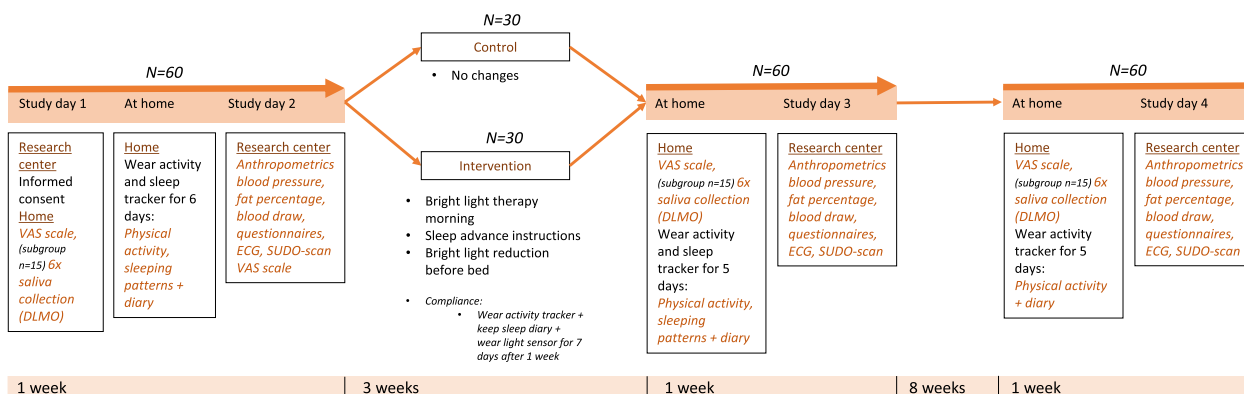 N=60
Study day 1
At home
Study day 2
Research
center
Informed
consent
Home
VAS scale,
(subgroup
n=15) 6x
saliva
collection
(DLMO)
Home
Wear activity
and sleep
tracker for 6
days:
Physical
activity,
sleeping
patterns +
diary
Research center
Anthropometrics
blood pressure,
fat percentage,
blood draw,
questionnaires,
ECG, SUDO-scan
VAS scale
N=30
Control
• No changes
N=30
Intervention
• Bright light therapy
morning
• Sleep advance instructions
• Bright light reduction
before bed
• Compliance:
• Wear activity tracker +
keep sleep diary +
wear light sensor for 7
days after 1 week
N=60
At home
Study day 3
Home
VAS scale,
(subgroup n=15) 6x
saliva collection
(DLMO)
Wear activity
and sleep
tracker for 5
days:
Physical activity,
sleeping
patterns + diary
Research center
Anthropometrics
blood pressure,
fat percentage,
blood draw,
questionnaires,
ECG, SUDO-scan
N=60
At home
Study day 4
Home
VAS scale,
(subgroup n=15) 6x
saliva collection
(DLMO)
Wear activity
tracker for 5
days:
Physical activity
+ diary
Research center
Anthropometrics
blood pressure,
fat percentage,
blood draw,
questionnaires,
ECG, SUDO-scan
1 week
3 weeks
1 week
8 weeks
1 week